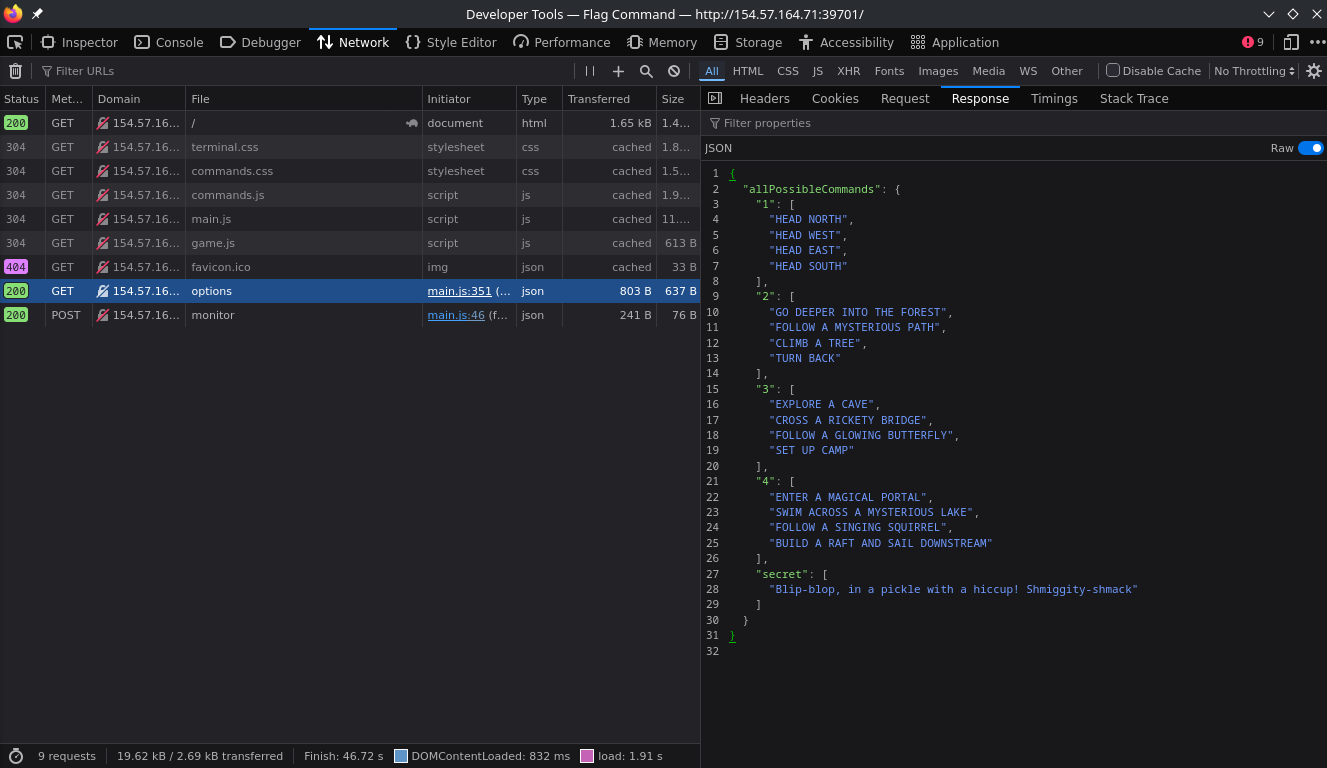 Developer Tools — Flag Command — http://154.57.164.71:39701/
Inspector Console Debugger Network Style Editor Performance Memory Storage Accessibility Application 9
Filter URLs All HTML CSS JS XHR Fonts Images Media WS Other Disable Cache No Throttling
Status Met... Domain File Initiator Type Transferred Size
200 GET 154.57.16... / document html 1.65 kB 1.4...
304 GET 154.57.16... terminal.css stylesheet css cached 1.8...
304 GET 154.57.16... commands.css stylesheet css cached 1.5...
304 GET 154.57.16... commands.js script js cached 1.9...
304 GET 154.57.16... main.js script js cached 11....
304 GET 154.57.16... game.js script js cached 613 B
404 GET 154.57.16... favicon.ico img json cached 33 B
200 GET 154.57.16... options main.js:351 (... json 803 B 637 B
200 POST 154.57.16... monitor main.js:46 (f... json 241 B 76 B
9 requests 19.62 kB / 2.69 kB transferred Finish: 46.72 s DOMContentLoaded: 832 ms load: 1.91 s
Headers Cookies Request Response Timings Stack Trace
Filter properties
JSON Raw
1 {
2 "allPossibleCommands": {
3 "1": [
4 "HEAD NORTH",
5 "HEAD WEST",
6 "HEAD EAST",
7 "HEAD SOUTH"
8 ],
9 "2": [
10 "GO DEEPER INTO THE FOREST",
11 "FOLLOW A MYSTERIOUS PATH",
12 "CLIMB A TREE",
13 "TURN BACK"
14 ],
15 "3": [
16 "EXPLORE A CAVE",
17 "CROSS A RICKETY BRIDGE",
18 "FOLLOW A GLOWING BUTTERFLY",
19 "SET UP CAMP"
20 ],
21 "4": [
22 "ENTER A MAGICAL PORTAL",
23 "SWIM ACROSS A MYSTERIOUS LAKE",
24 "FOLLOW A SINGING SQUIRREL",
25 "BUILD A RAFT AND SAIL DOWNSTREAM"
26 ],
27 "secret": [
28 "Blip-blop, in a pickle with a hiccup! Shmiggity-shmack"
29 ]
30 }
31 }
32